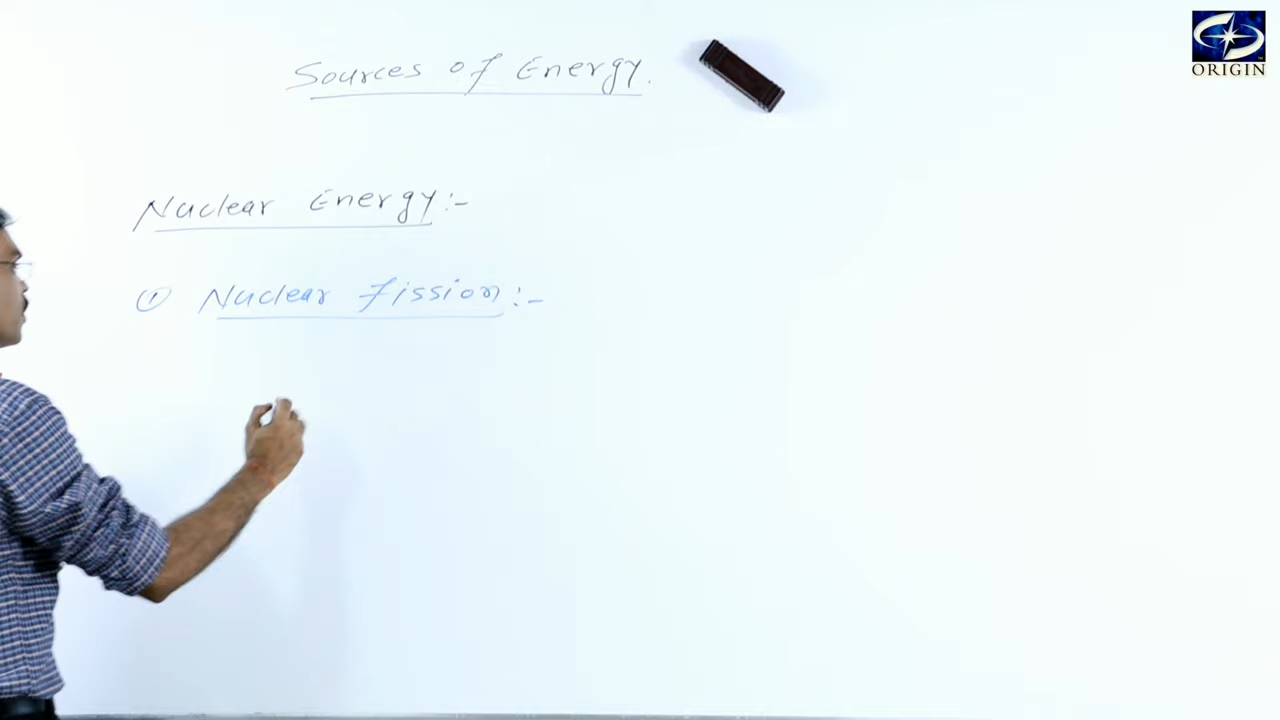 Sources of Energy.
ORIGIN
Nuclear Energy:-
① Nuclear Fission:-